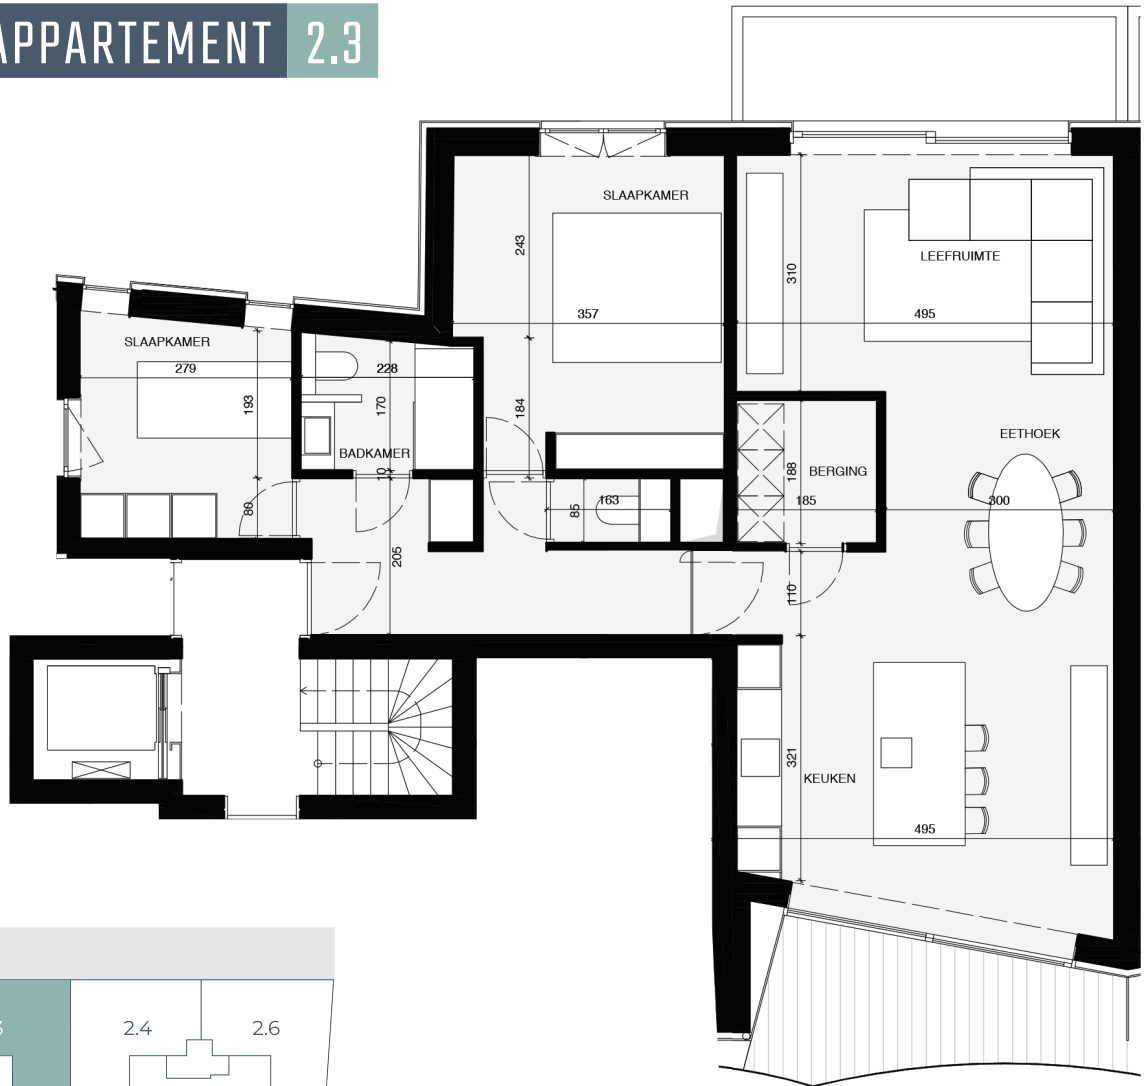 APPARTEMENT 2.3
SLAAPKAMER
243
357
184
LEEFRUIMTE
310
495
SLAAPKAMER
279
193
80
228
170
BADKAMER
10
205
163
85
BERGING
188
185
110
EETHOEK
300
321
KEUKEN
495
2.4
2.6